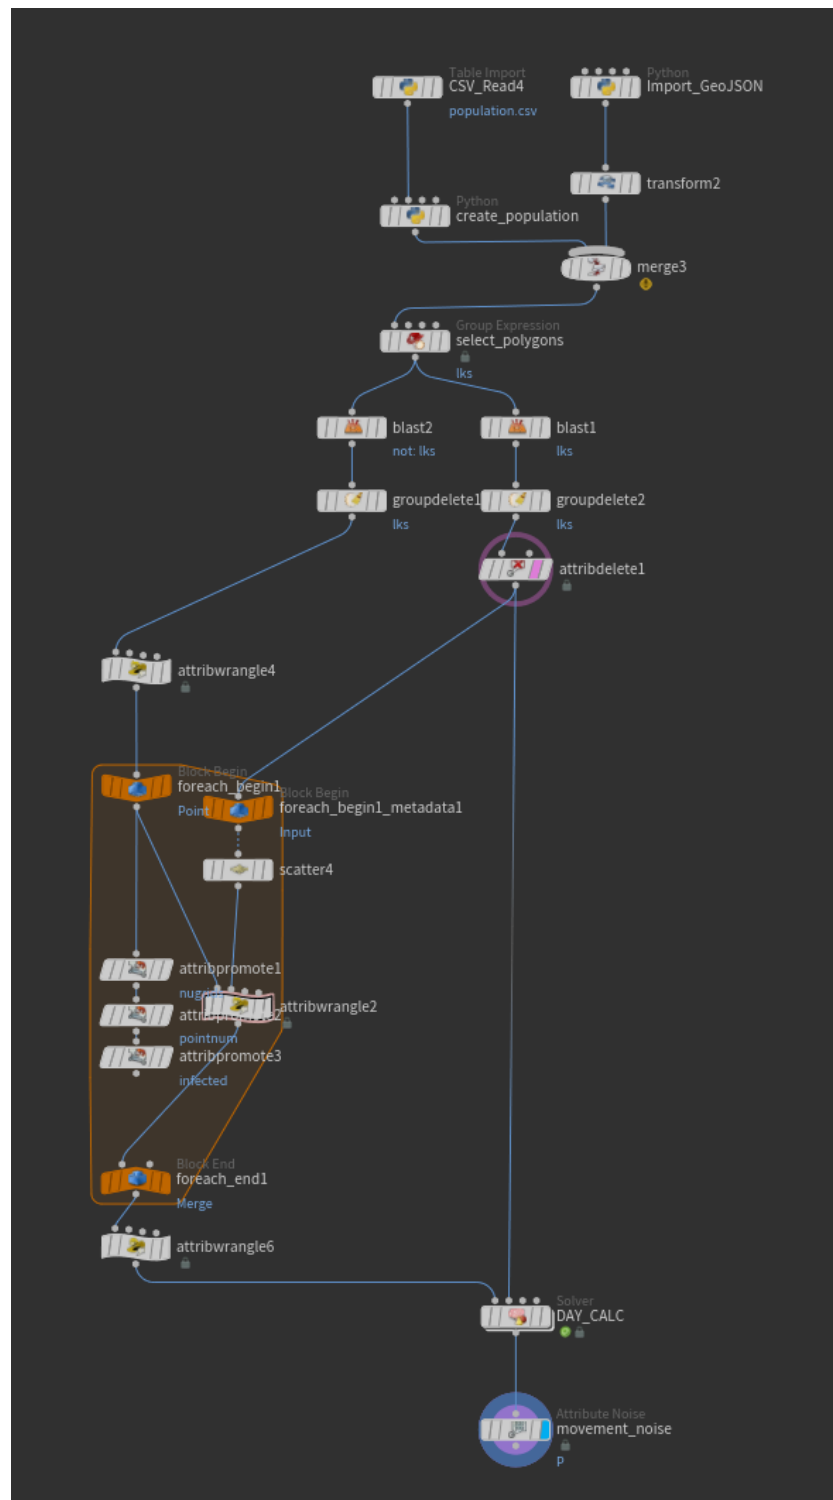 Table Import
CSV_Read4
population.csv
Python
Import_GeoJSON
transform2
Python
create_population
merge3
Group Expression
select_polygons
lks
blast2
not: lks
blast1
lks
groupdelete1
lks
groupdelete2
lks
attribdelete1
attribwrangle4
Block Begin
foreach_begin1
Point
Block Begin
foreach_begin1_metadata1
Input
scatter4
attribpromote1
attribwrangle2
pointnum
attribpromote3
infected
Block End
foreach_end1
Merge
attribwrangle6
Solver
DAY_CALC
Attribute Noise
movement_noise
P